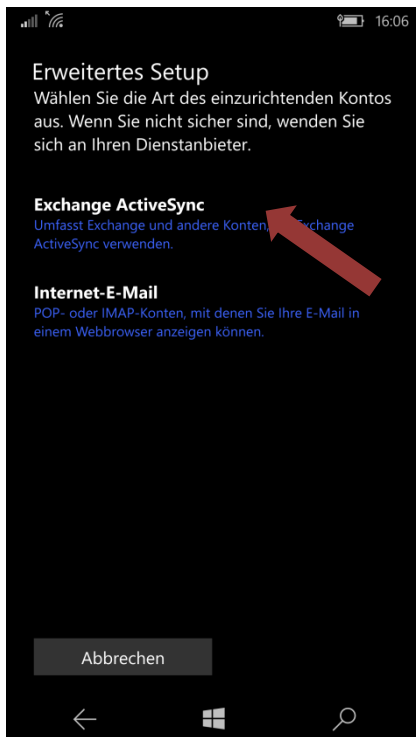 16:06
Erweitertes Setup
Wählen Sie die Art des einzurichtenden Kontos
aus. Wenn Sie nicht sicher sind, wenden Sie
sich an Ihren Dienstanbieter.
Exchange ActiveSync
Umfasst Exchange und andere Konten, Exchange
ActiveSync verwenden.
Internet-E-Mail
POP- oder IMAP-Konten, mit denen Sie Ihre E-Mail in
einem Webbrowser anzeigen können.
Abbrechen